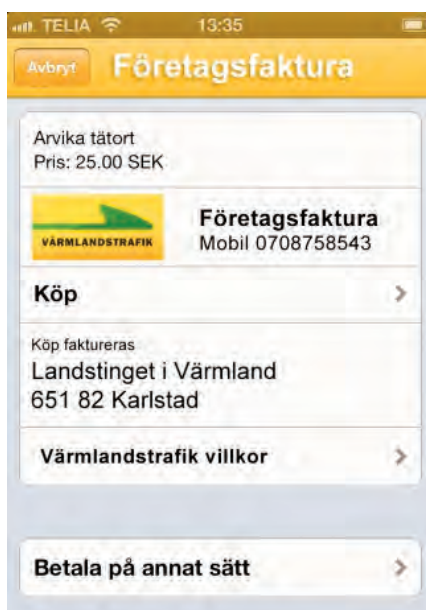 TELIA 13:35
Avbryt Företagsfaktura
Arvika tätort
Pris: 25.00 SEK
VÄRMLANDSTRAFIK
Företagsfaktura
Mobil 0708758543
Köp
Köp faktureras
Landstinget i Värmland
651 82 Karlstad
Värmlandstrafik villkor
Betala på annat sätt